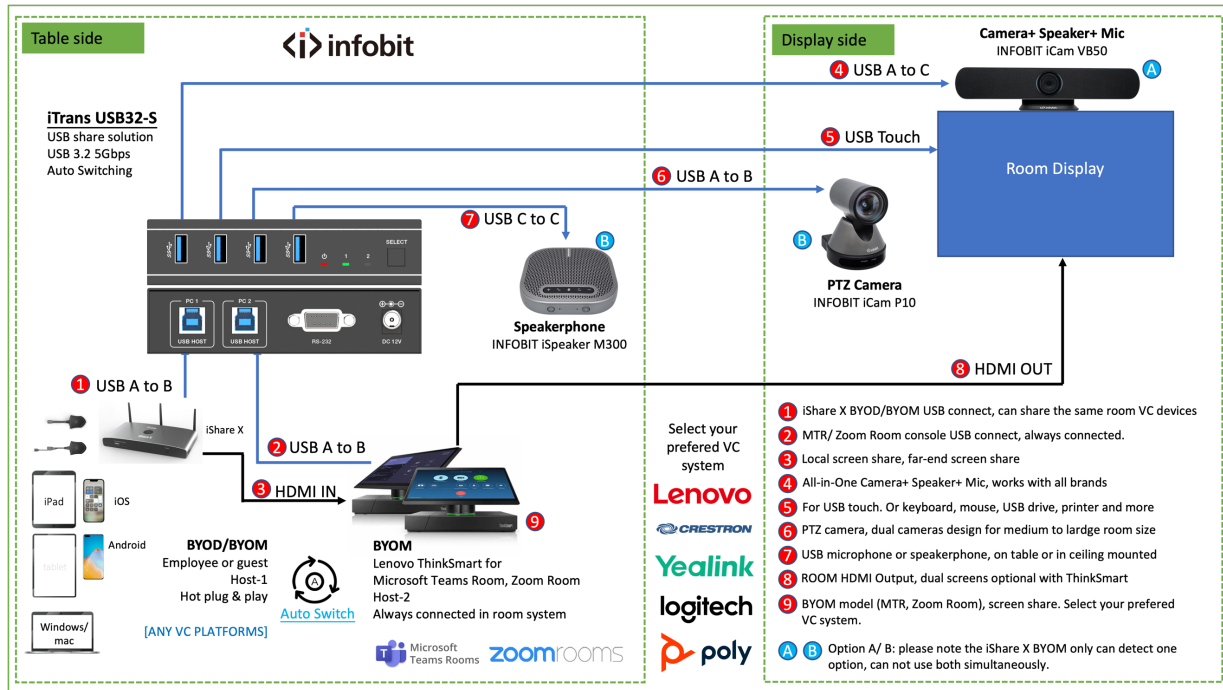 Table side
infobit
Display side
Camera+ Speaker+ Mic
INFOBIT iCam VB50
4 USB A to C
A
iTrans USB32-S
USB share solution
USB 3.2 5Gbps
Auto Switching
5 USB Touch
Room Display
6 USB A to B
7 USB C to C
B
B
SELECT
1 2
PTZ Camera
INFOBIT iCam P10
PC 1 PC 2
USB HOST USB HOST RS-232 DC 12V
Speakerphone
INFOBIT iSpeaker M300
8 HDMI OUT
1 USB A to B
iShare X
2 USB A to B
3 HDMI IN
9
iPad
iOS
tablet
Android
Windows/
mac
BYOD/BYOM
Employee or guest
Host-1
Hot plug & play
[ANY VC PLATFORMS]
A
Auto Switch
BYOM
Lenovo ThinkSmart for
Microsoft Teams Room, Zoom Room
Host-2
Always connected in room system
Microsoft
Teams Rooms
zoomrooms
Select your
prefered VC
system
Lenovo
CRESTRON
Yealink
logitech
poly
1 iShare X BYOD/BYOM USB connect, can share the same room VC devices
2 MTR/ Zoom Room console USB connect, always connected.
3 Local screen share, far-end screen share
4 All-in-One Camera+ Speaker+ Mic, works with all brands
5 For USB touch. Or keyboard, mouse, USB drive, printer and more
6 PTZ camera, dual cameras design for medium to lardge room size
7 USB microphone or speakerphone, on table or in ceiling mounted
8 ROOM HDMI Output, dual screens optional with ThinkSmart
9 BYOM model (MTR, Zoom Room), screen share. Select your prefered
VC system.
A B Option A/ B: please note the iShare X BYOM only can detect one
option, can not use both simultaneously.